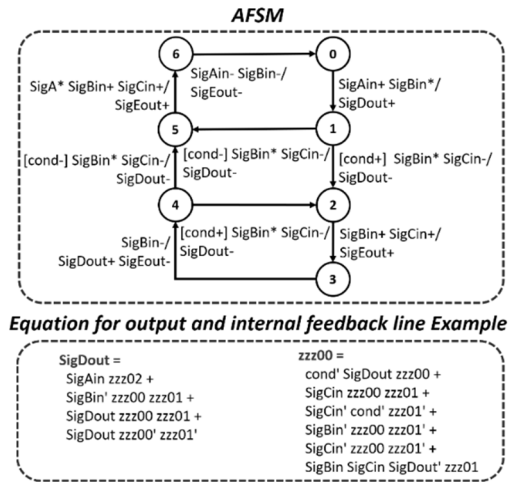 AFSM
6
0
SigAin- SigBin-/
SigEout-
SigA* SigBin+ SigCin+/
SigEout+
SigAin+ SigBin*/
SigDout+
5
1
[cond-] SigBin* SigCin-/
SigDout-
[cond-] SigBin* SigCin-/
SigDout-
[cond+] SigBin* SigCin-/
SigDout-
4
2
SigBin-/
SigDout+ SigEout-
[cond+] SigBin* SigCin-/
SigDout-
SigBin+ SigCin+/
SigEout+
3
Equation for output and internal feedback line Example
SigDout =
SigAin zzz02 +
SigBin' zzz00 zzz01 +
SigDout zzz00 zzz01 +
SigDout zzz00' zzz01'
zzz00 =
cond' SigDout zzz00 +
SigCin zzz00 zzz01 +
SigCin' cond' zzz01' +
SigBin' zzz00 zzz01' +
SigCin' zzz00 zzz01' +
SigBin SigCin SigDout' zzz01